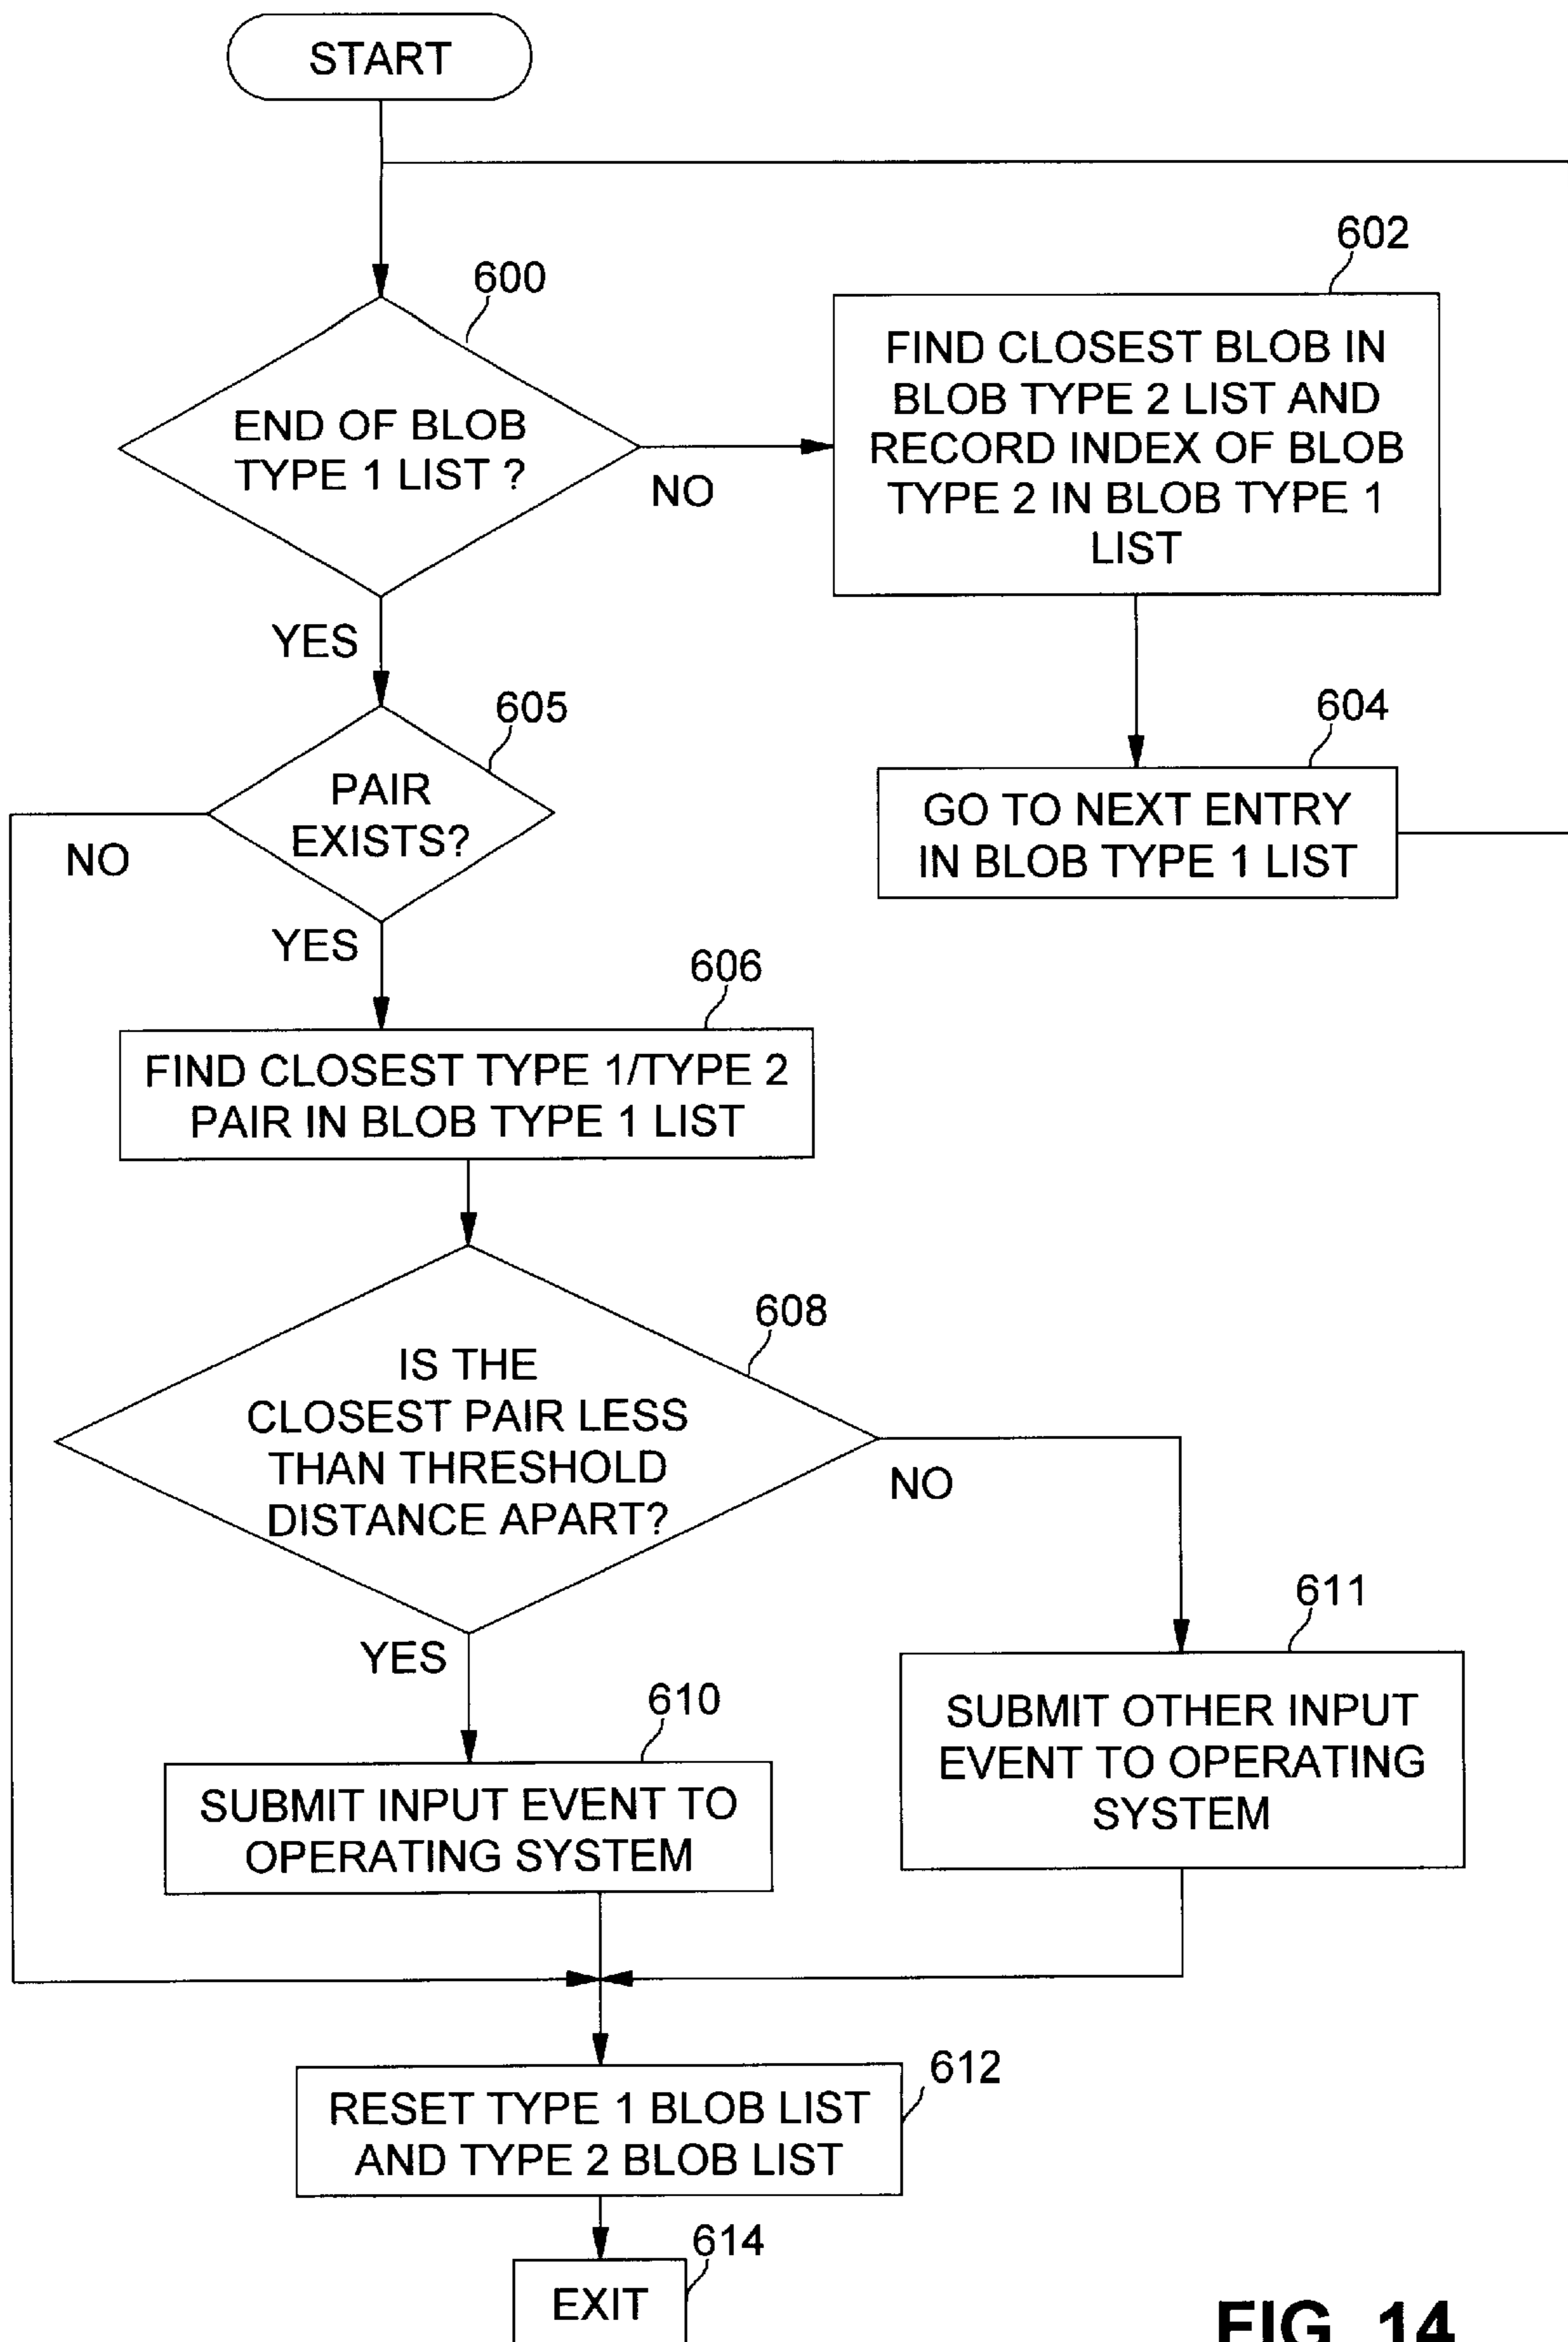 START
600
END OF BLOB
TYPE 1 LIST ?
NO
YES
602
FIND CLOSEST BLOB IN
BLOB TYPE 2 LIST AND
RECORD INDEX OF BLOB
TYPE 2 IN BLOB TYPE 1
LIST
604
GO TO NEXT ENTRY
IN BLOB TYPE 1 LIST
605
PAIR
EXISTS?
NO
YES
606
FIND CLOSEST TYPE 1/TYPE 2
PAIR IN BLOB TYPE 1 LIST
608
IS THE
CLOSEST PAIR LESS
THAN THRESHOLD
DISTANCE APART?
NO
YES
610
SUBMIT INPUT EVENT TO
OPERATING SYSTEM
611
SUBMIT OTHER INPUT
EVENT TO OPERATING
SYSTEM
612
RESET TYPE 1 BLOB LIST
AND TYPE 2 BLOB LIST
614
EXIT
FIG. 14